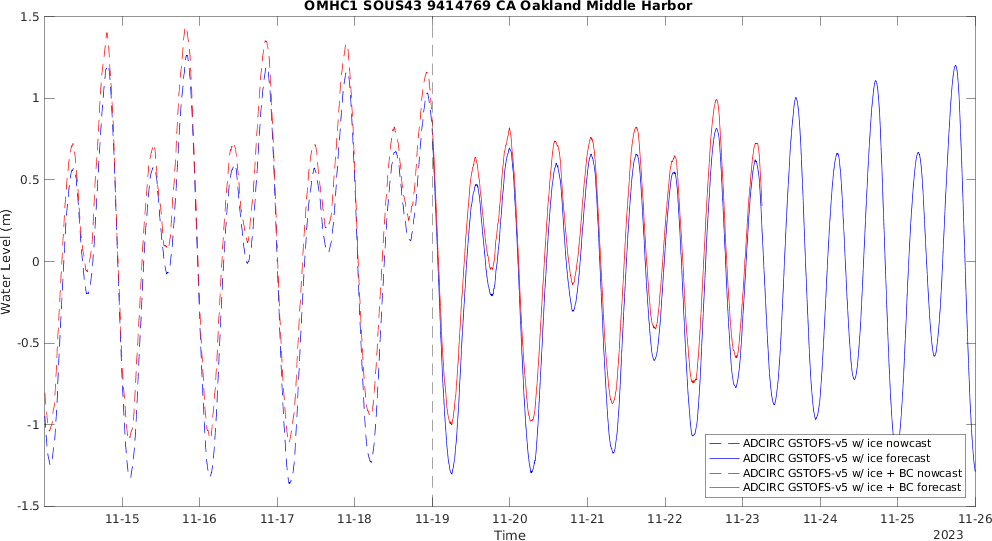 OMHC1 SOUS43 9414769 CA Oakland Middle Harbor
1.5
1
0.5
0
-0.5
-1
-1.5
Water Level (m)
ADCIRC GSTOFS-v5 w/ ice nowcast
ADCIRC GSTOFS-v5 w/ ice forecast
ADCIRC GSTOFS-v5 w/ ice + BC nowcast
ADCIRC GSTOFS-v5 w/ ice + BC forecast
11-15 11-16 11-17 11-18 11-19 11-20 11-21 11-22 11-23 11-24 11-25 11-26
Time
2023